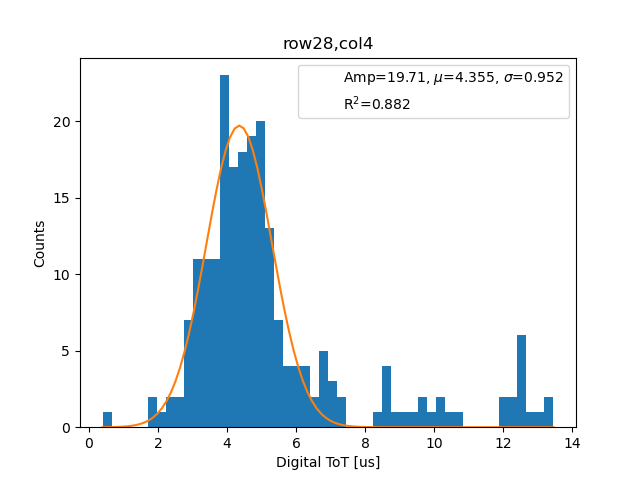 row28,col4
Amp=19.71, μ=4.355, σ=0.952
R²=0.882
Counts
20
15
10
5
0
0 2 4 6 8 10 12 14
Digital ToT [us]